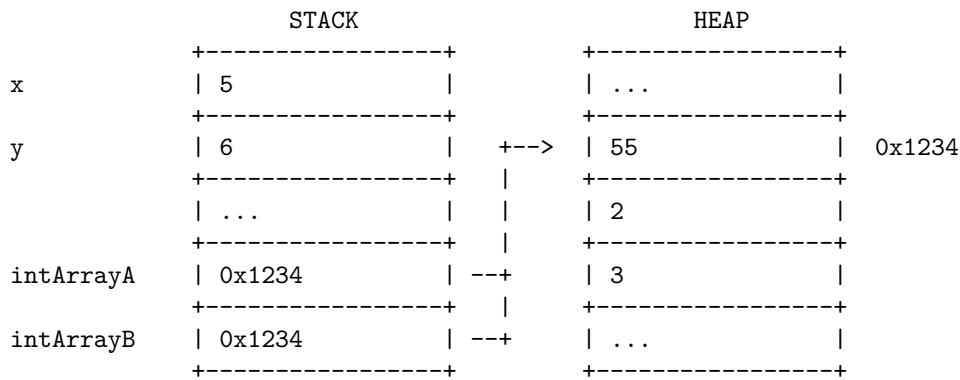 STACK                       HEAP
            +----------------+        +----------------+
x           | 5              |        | ...            |
            +----------------+        +----------------+
y           | 6              |  +-->  | 55             |  0x1234
            +----------------+  |     +----------------+
            | ...            |  |     | 2              |
            +----------------+  |     +----------------+
intArrayA   | 0x1234         | --+    | 3              |
            +----------------+  |     +----------------+
intArrayB   | 0x1234         | --+    | ...            |
            +----------------+        +----------------+